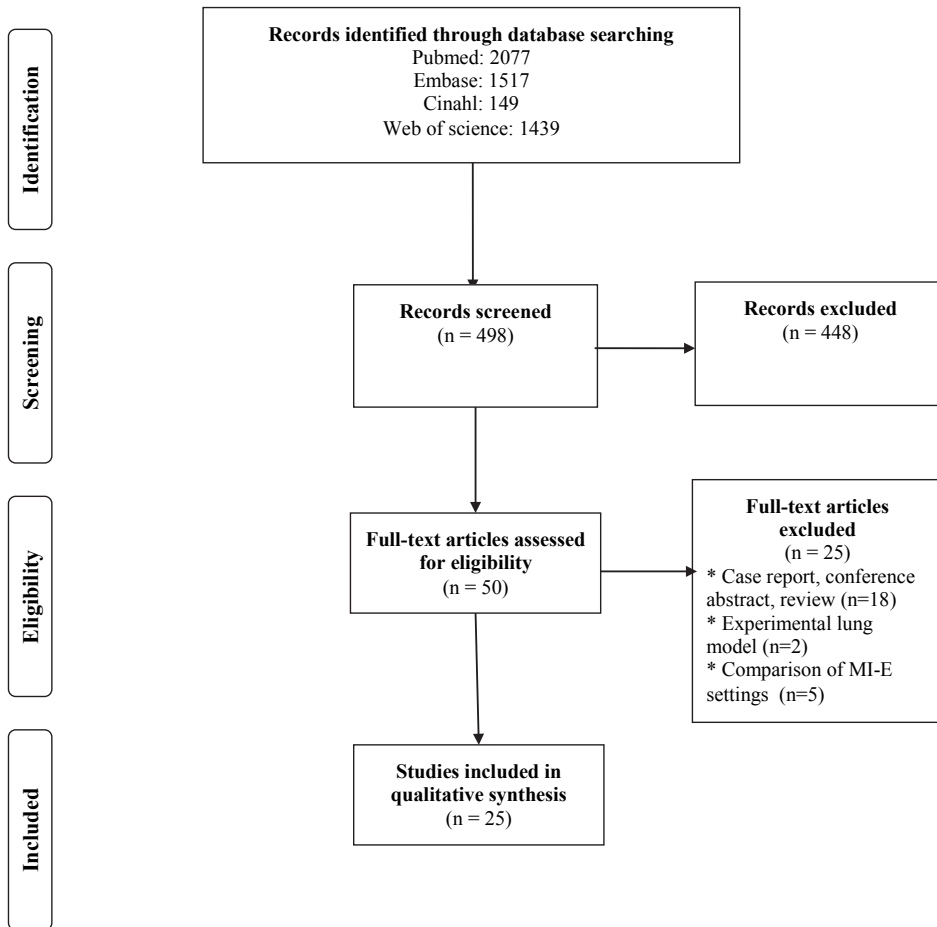 Identification
Records identified through database searching
Pubmed: 2077
Embase: 1517
Cinahl: 149
Web of science: 1439
Screening
Records screened
(n = 498)
Records excluded
(n = 448)
Eligibility
Full-text articles assessed
for eligibility
(n = 50)
Full-text articles
excluded
(n = 25)
* Case report, conference
abstract, review (n=18)
* Experimental lung
model (n=2)
* Comparison of MI-E
settings (n=5)
Included
Studies included in
qualitative synthesis
(n = 25)